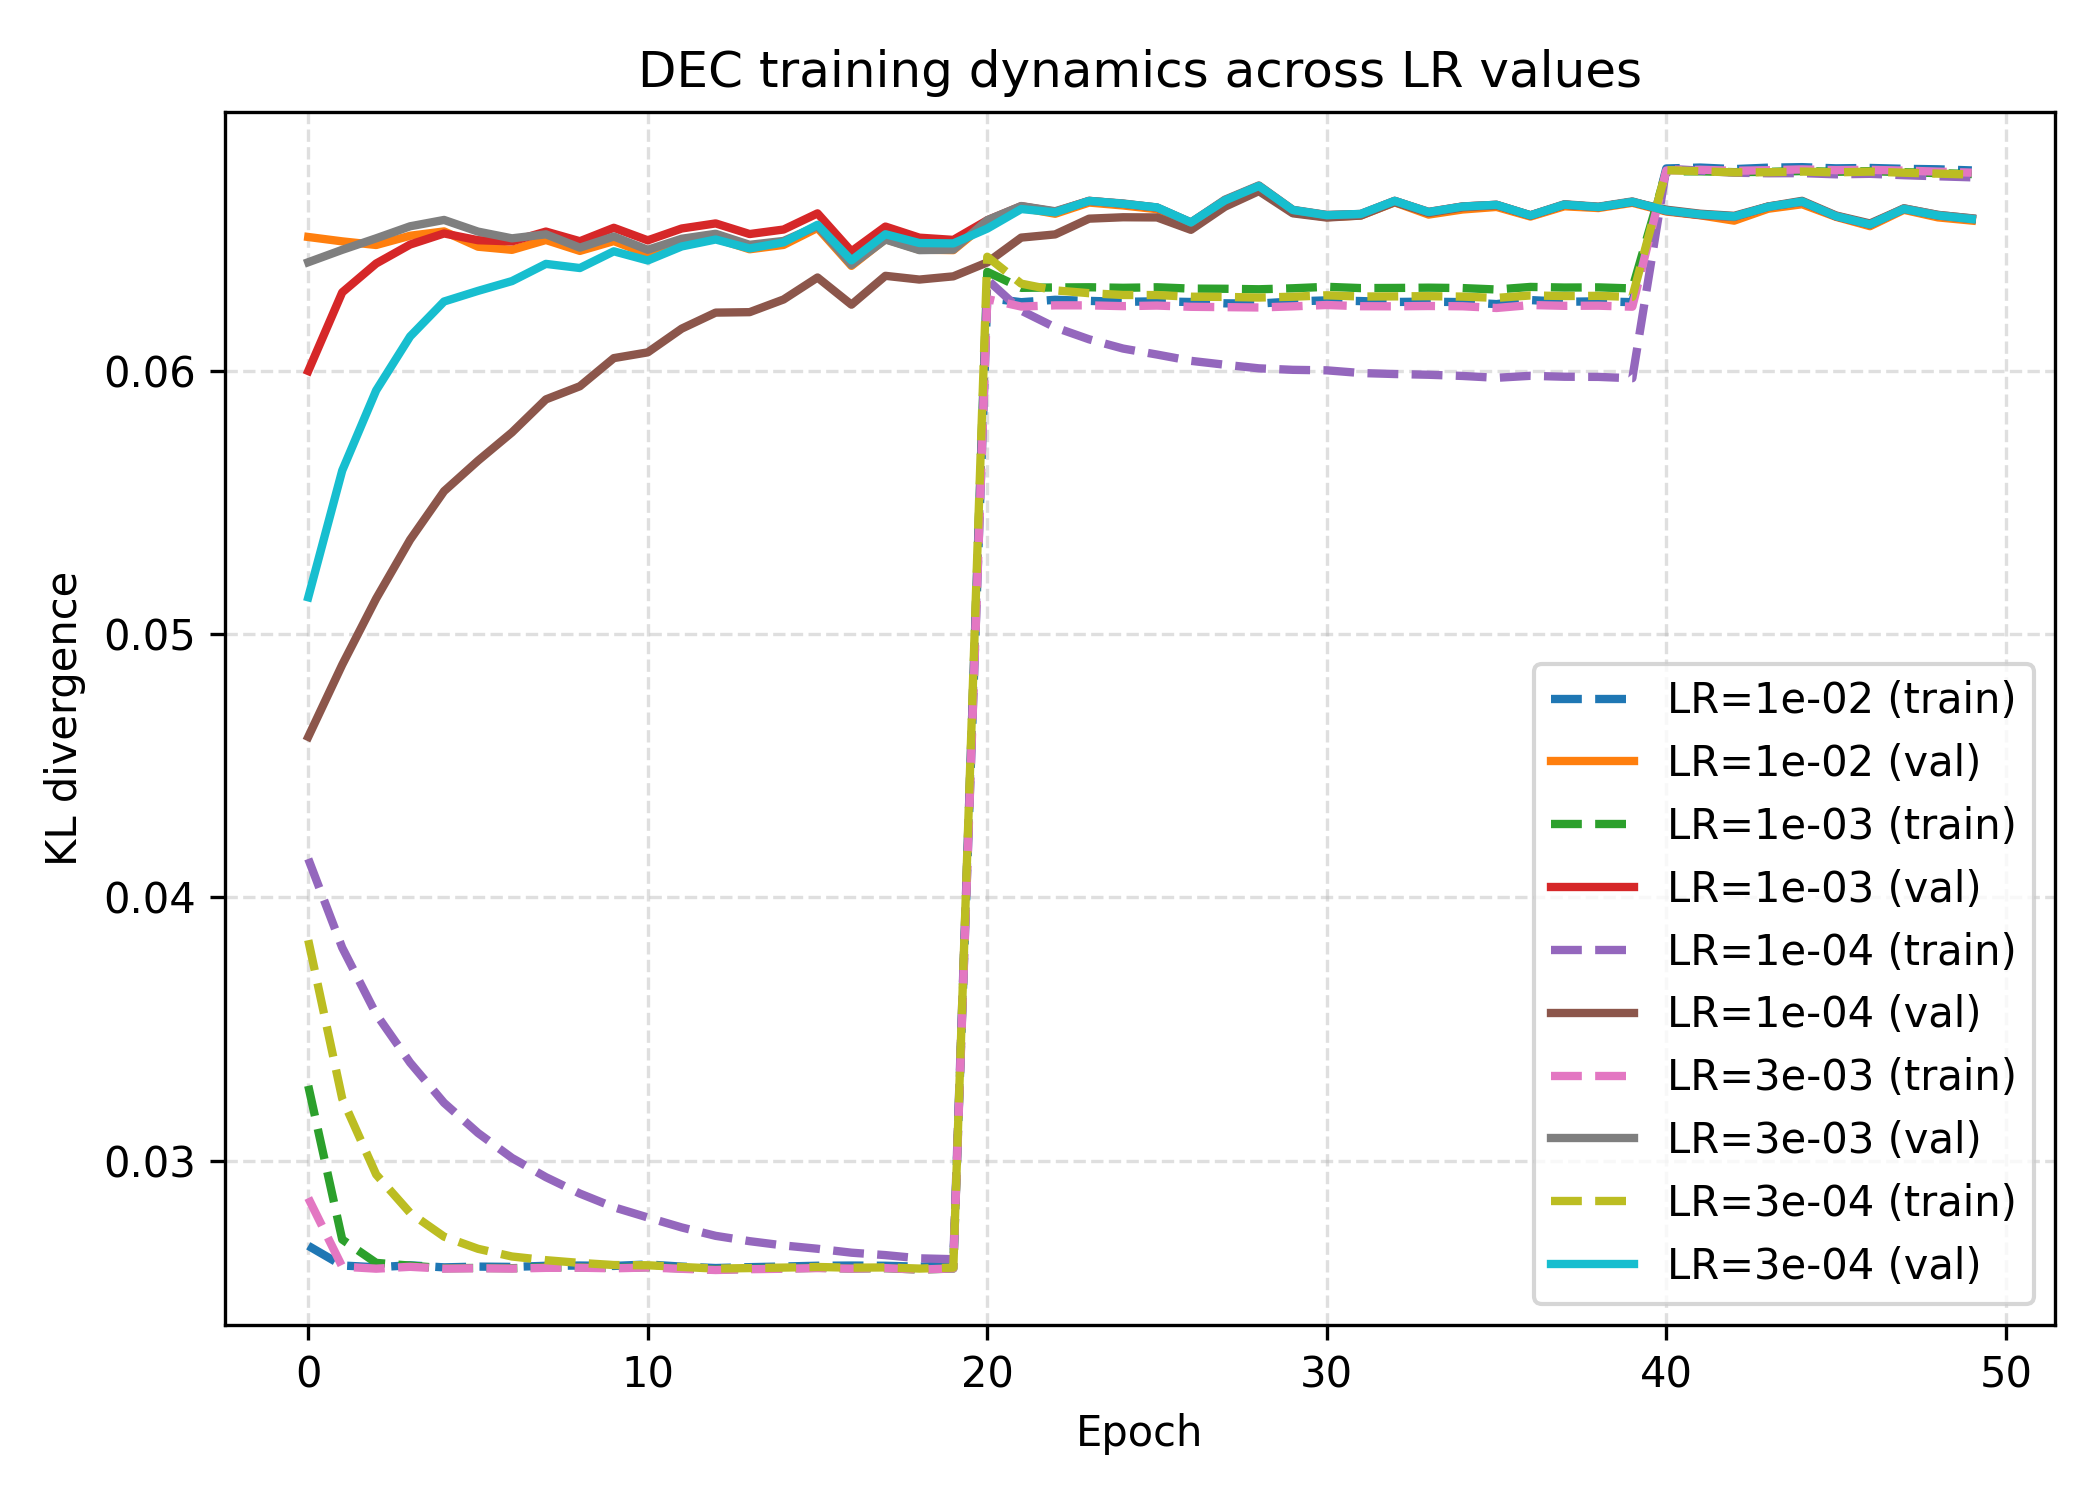 DEC training dynamics across LR values
KL divergence
0.06
0.05
0.04
0.03
LR=1e-02 (train)
LR=1e-02 (val)
LR=1e-03 (train)
LR=1e-03 (val)
LR=1e-04 (train)
LR=1e-04 (val)
LR=3e-03 (train)
LR=3e-03 (val)
LR=3e-04 (train)
LR=3e-04 (val)
0 10 20 30 40 50
Epoch